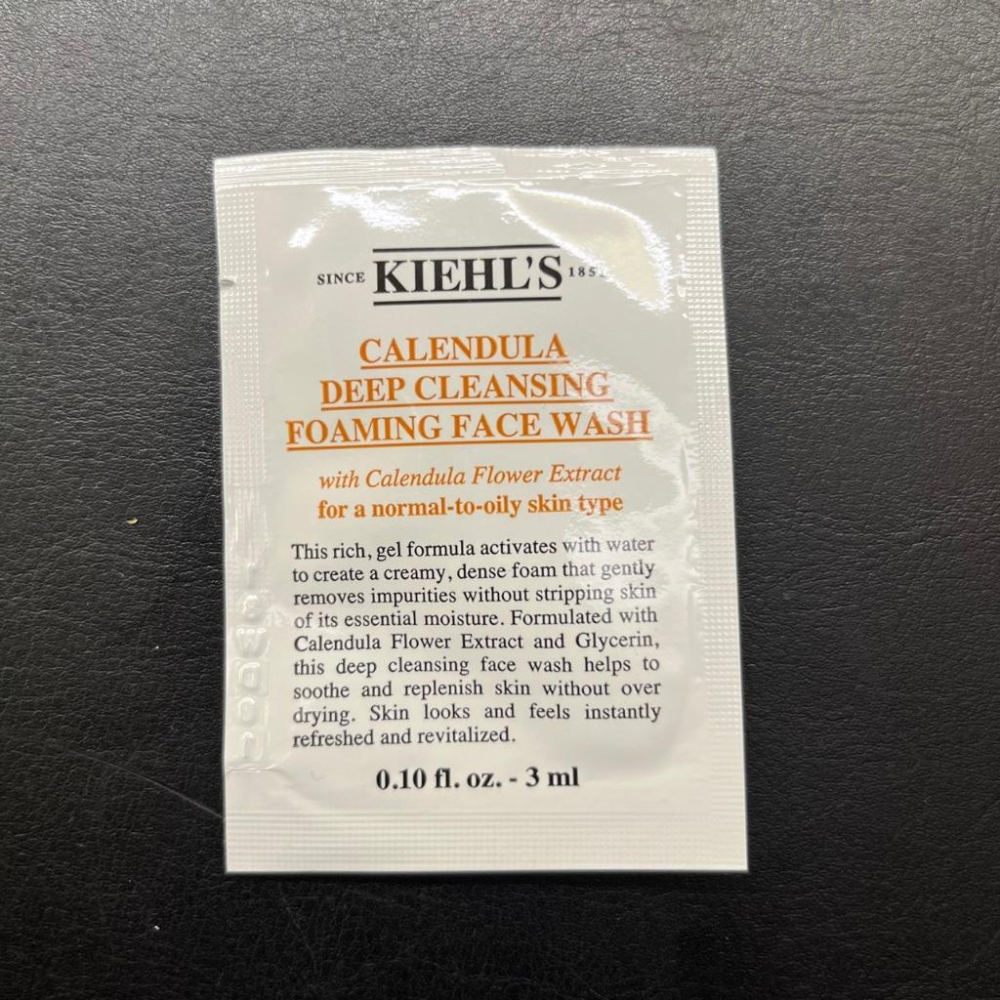 SINCE KIEHL'S 185
CALENDULA
DEEP CLEANSING
FOAMING FACE WASH
with Calendula Flower Extract
for a normal-to-oily skin type
This rich, gel formula activates with water
to create a creamy, dense foam that gently
removes impurities without stripping skin
of its essential moisture. Formulated with
Calendula Flower Extract and Glycerin,
this deep cleansing face wash helps to
soothe and replenish skin without over
drying. Skin looks and feels instantly
refreshed and revitalized.
0.10 fl. oz. - 3 ml